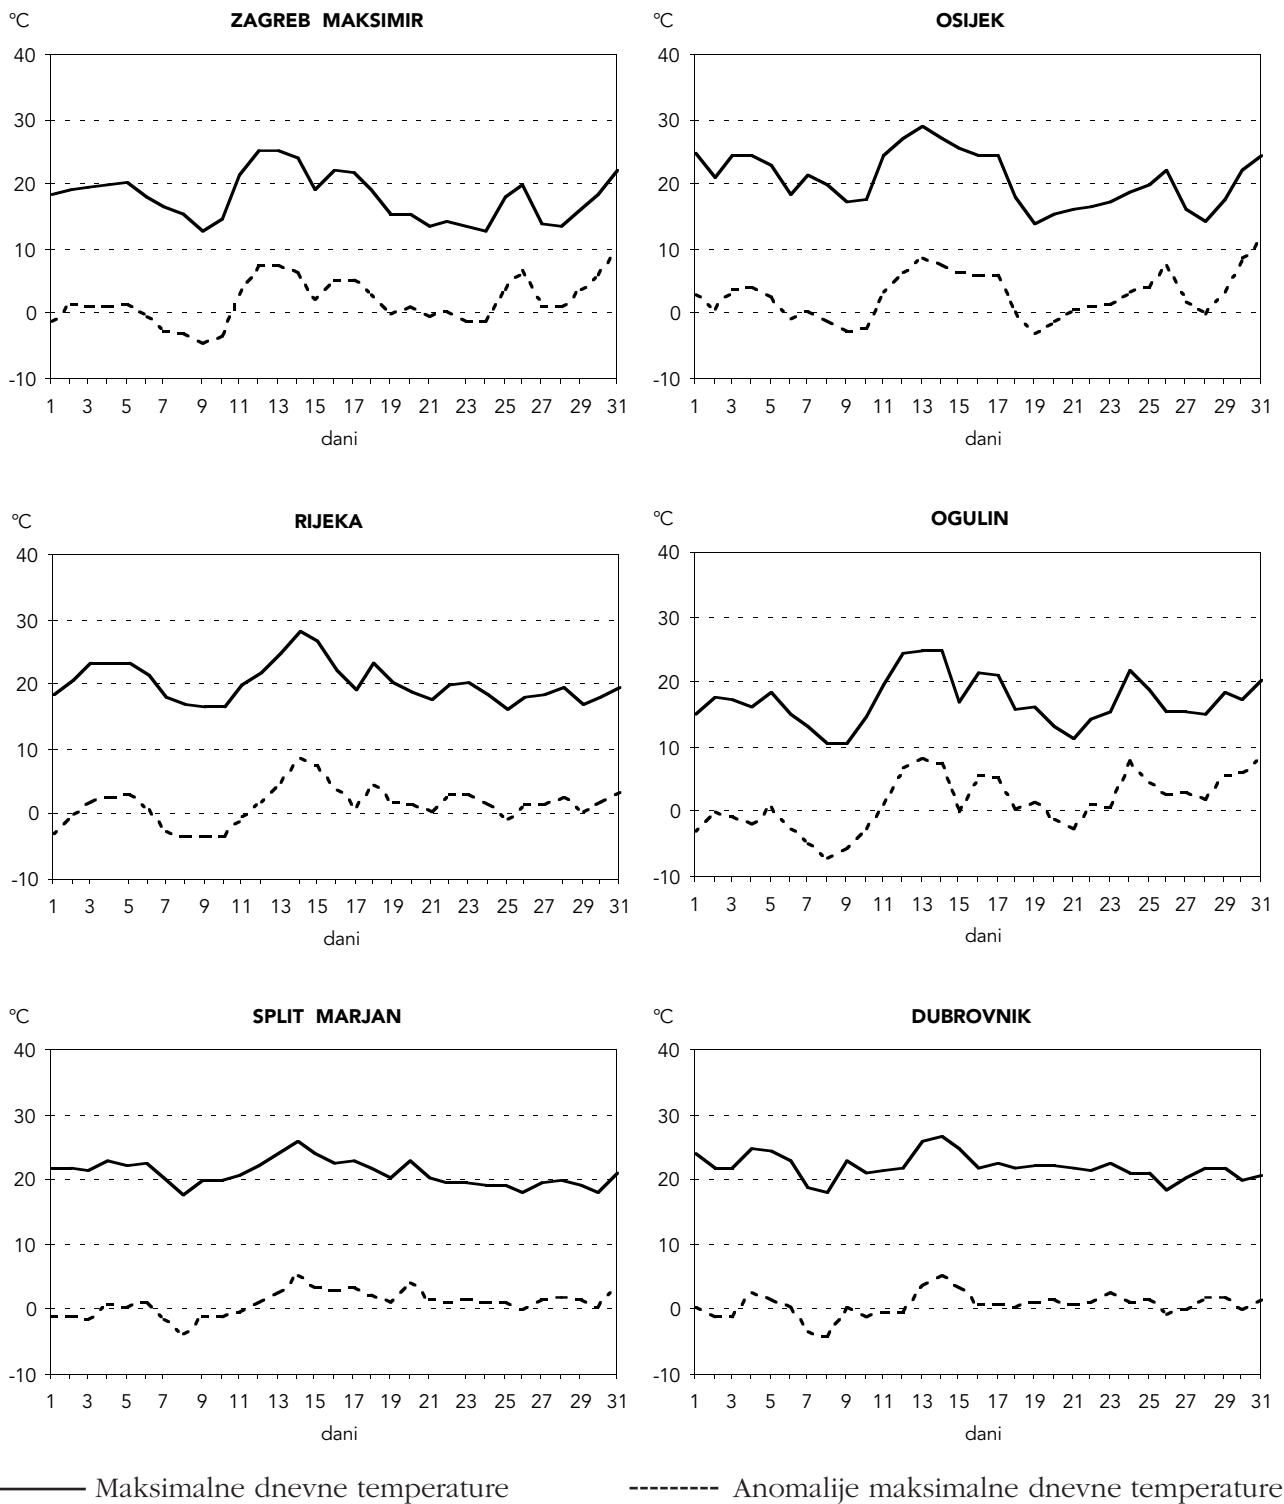 °C ZAGREB MAKSIMIR
40
30
20
10
0
-10
1 3 5 7 9 11 13 15 17 19 21 23 25 27 29 31
dani
°C OSIJEK
40
30
20
10
0
-10
1 3 5 7 9 11 13 15 17 19 21 23 25 27 29 31
dani
°C RIJEKA
40
30
20
10
0
-10
1 3 5 7 9 11 13 15 17 19 21 23 25 27 29 31
dani
°C OGULIN
40
30
20
10
0
-10
1 3 5 7 9 11 13 15 17 19 21 23 25 27 29 31
dani
°C SPLIT MARJAN
40
30
20
10
0
-10
1 3 5 7 9 11 13 15 17 19 21 23 25 27 29 31
dani
°C DUBROVNIK
40
30
20
10
0
-10
1 3 5 7 9 11 13 15 17 19 21 23 25 27 29 31
dani
Maksimalne dnevne temperature
Anomalije maksimalne dnevne temperature